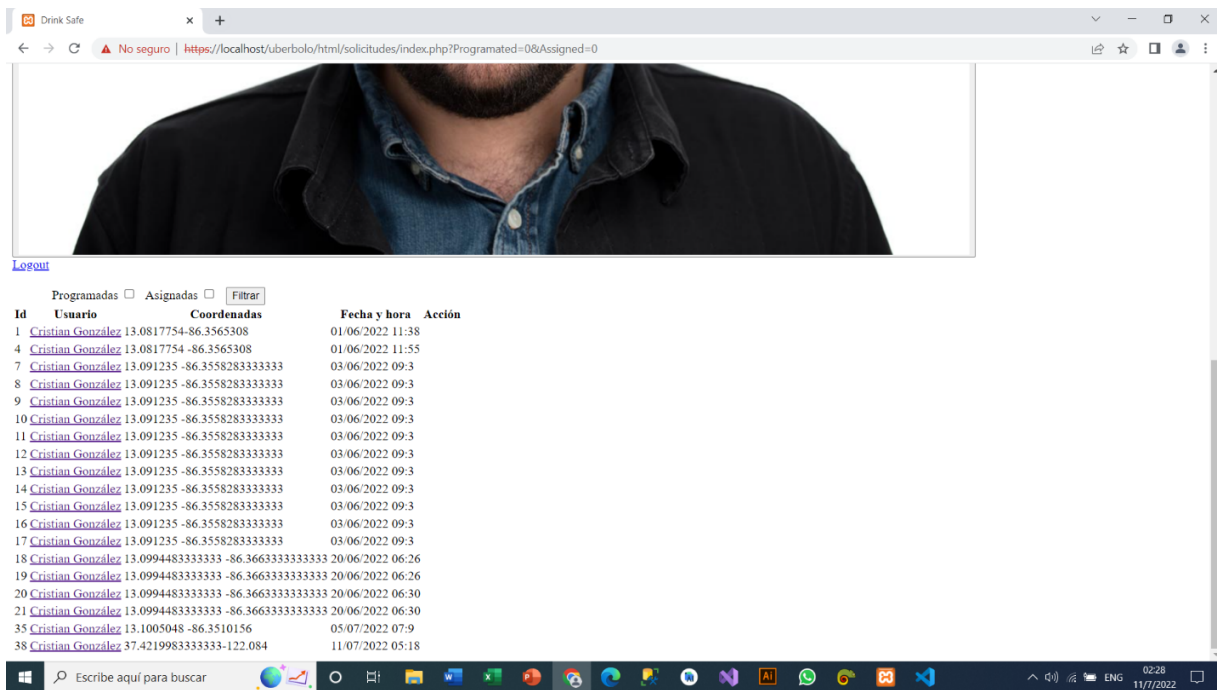 Drink Safe
No seguro | https://localhost/uberbolo/html/solicitudes/index.php?Programated=0&Assigned=0
Logout
Programadas Asignadas Filtrar
Id Usuario Coordenadas Fecha y hora Acción
1 Cristian González 13.0817754-86.3565308 01/06/2022 11:38
4 Cristian González 13.0817754 -86.3565308 01/06/2022 11:55
7 Cristian González 13.091235 -86.3558283333333 03/06/2022 09:3
8 Cristian González 13.091235 -86.3558283333333 03/06/2022 09:3
9 Cristian González 13.091235 -86.3558283333333 03/06/2022 09:3
10 Cristian González 13.091235 -86.3558283333333 03/06/2022 09:3
11 Cristian González 13.091235 -86.3558283333333 03/06/2022 09:3
12 Cristian González 13.091235 -86.3558283333333 03/06/2022 09:3
13 Cristian González 13.091235 -86.3558283333333 03/06/2022 09:3
14 Cristian González 13.091235 -86.3558283333333 03/06/2022 09:3
15 Cristian González 13.091235 -86.3558283333333 03/06/2022 09:3
16 Cristian González 13.091235 -86.3558283333333 03/06/2022 09:3
17 Cristian González 13.091235 -86.3558283333333 03/06/2022 09:3
18 Cristian González 13.0994483333333 -86.3663333333333 20/06/2022 06:26
19 Cristian González 13.0994483333333 -86.3663333333333 20/06/2022 06:26
20 Cristian González 13.0994483333333 -86.3663333333333 20/06/2022 06:30
21 Cristian González 13.0994483333333 -86.3663333333333 20/06/2022 06:30
35 Cristian González 13.1005048 -86.3510156 05/07/2022 07:9
38 Cristian González 37.4219983333333-122.084 11/07/2022 05:18
Escribe aquí para buscar
Ai
ENG
02:28
11/7/2022